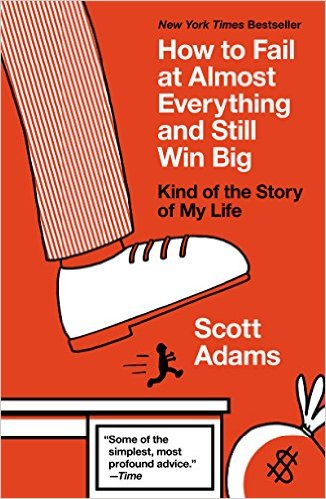 New York Times Bestseller
How to Fail
at Almost
Everything
and Still
Win Big
Kind of the Story
of My Life
Scott
Adams
"Some of the
simplest, most
profound advice."
—Time
$